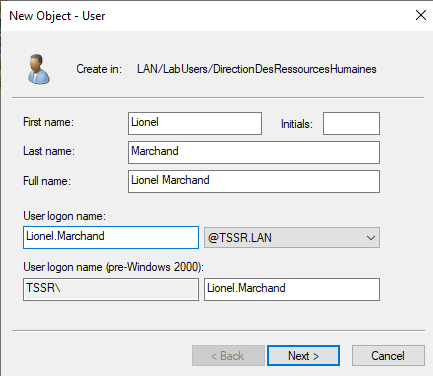 New Object - User
Create in: LAN/LabUsers/DirectionDesRessourcesHumaines
First name: Lionel Initials:
Last name: Marchand
Full name: Lionel Marchand
User logon name:
Lionel.Marchand @TSSR.LAN
User logon name (pre-Windows 2000):
TSSR\ Lionel.Marchand
< Back Next > Cancel